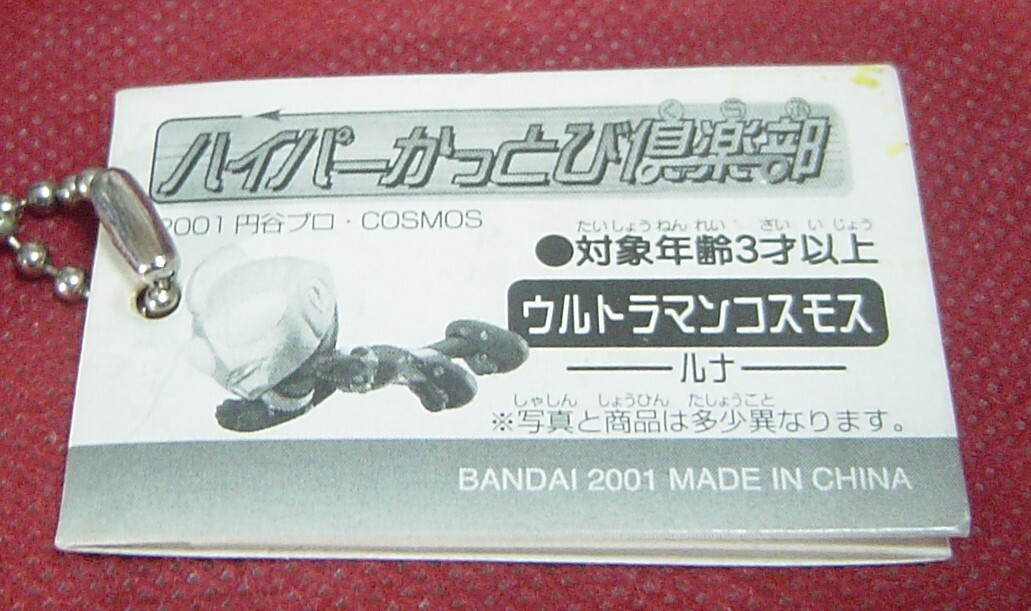 くらぶ
ハイパーかっとび倶楽部
2001 円谷プロ・COSMOS
たいしょうねんれい ざい いじょう
●対象年齢3才以上
ウルトラマンコスモス
ルナ
しゃしん しょうひん たしょうこと
※写真と商品は多少異なります。
BANDAI 2001 MADE IN CHINA